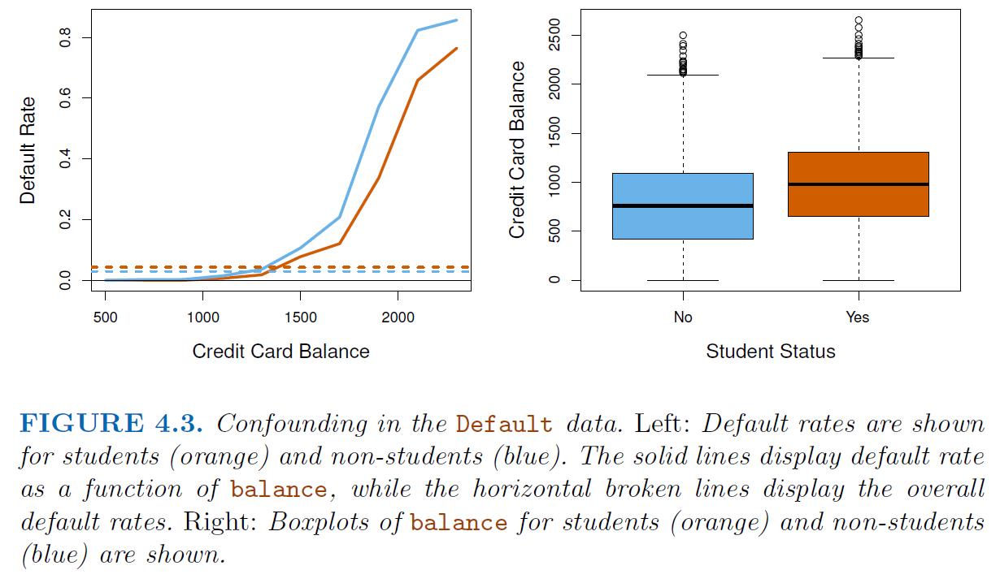 0.8
0.6
0.4
0.2
0.0
Default Rate
500 1000 1500 2000
Credit Card Balance
2500
2000
1500
1000
500
0
Credit Card Balance
No Yes
Student Status
FIGURE 4.3. Confounding in the Default data. Left: Default rates are shown
for students (orange) and non-students (blue). The solid lines display default rate
as a function of balance, while the horizontal broken lines display the overall
default rates. Right: Boxplots of balance for students (orange) and non-students
(blue) are shown.